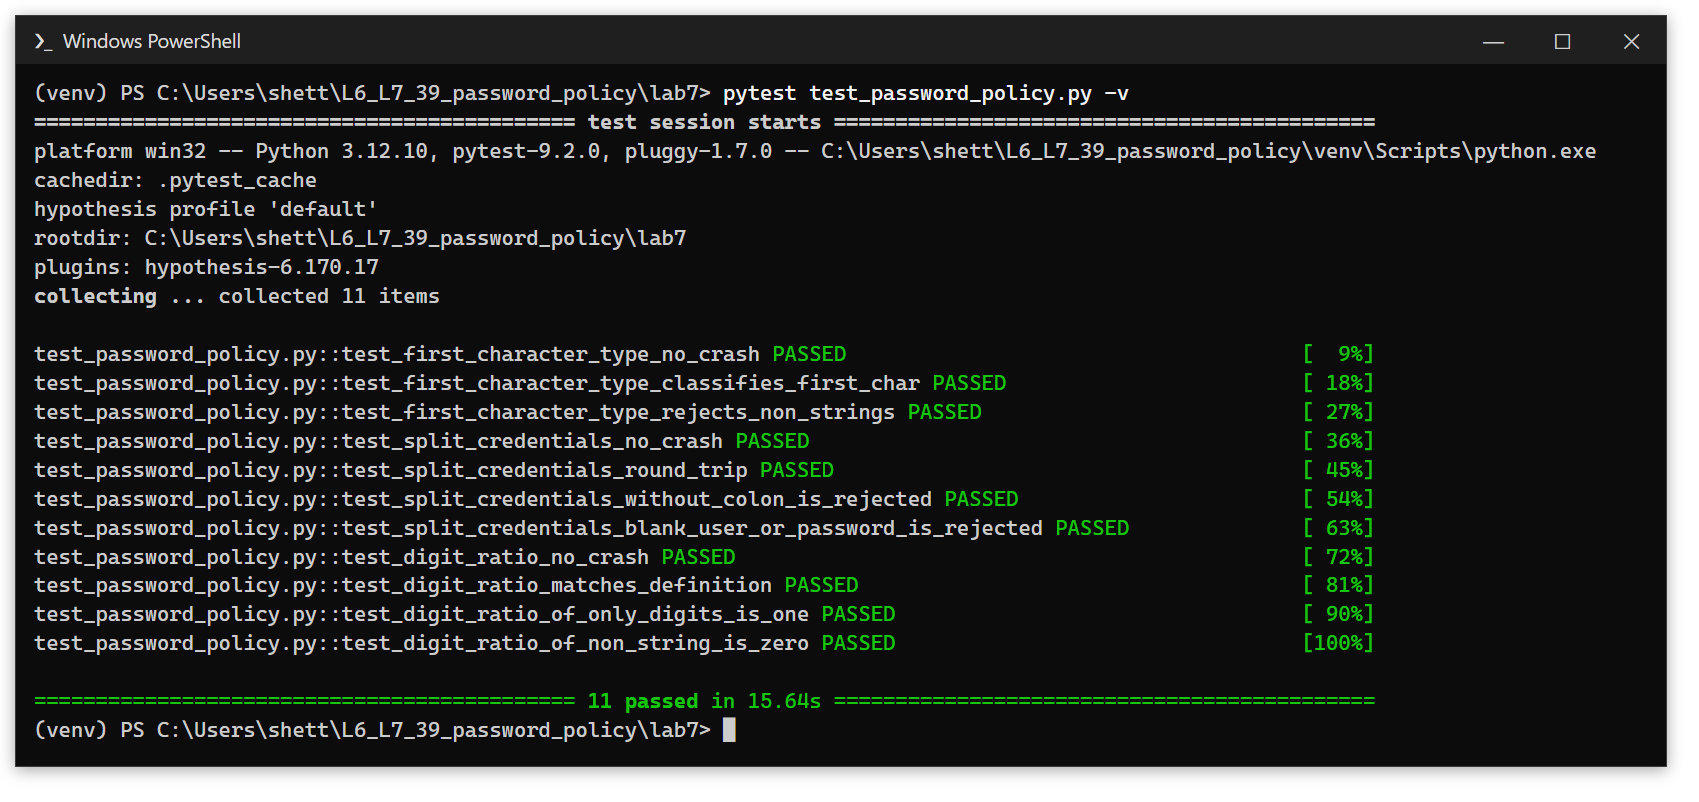 Windows PowerShell
(venv) PS C:\Users\shett\L6_L7_39_password_policy\lab7> pytest test_password_policy.py -v
============================================ test session starts ============================================
platform win32 -- Python 3.12.10, pytest-9.2.0, pluggy-1.7.0 -- C:\Users\shett\L6_L7_39_password_policy\venv\Scripts\python.exe
cachedir: .pytest_cache
hypothesis profile 'default'
rootdir: C:\Users\shett\L6_L7_39_password_policy\lab7
plugins: hypothesis-6.170.17
collecting ... collected 11 items
test_password_policy.py::test_first_character_type_no_crash PASSED [  9%]
test_password_policy.py::test_first_character_type_classifies_first_char PASSED [ 18%]
test_password_policy.py::test_first_character_type_rejects_non_strings PASSED [ 27%]
test_password_policy.py::test_split_credentials_no_crash PASSED [ 36%]
test_password_policy.py::test_split_credentials_round_trip PASSED [ 45%]
test_password_policy.py::test_split_credentials_without_colon_is_rejected PASSED [ 54%]
test_password_policy.py::test_split_credentials_blank_user_or_password_is_rejected PASSED [ 63%]
test_password_policy.py::test_digit_ratio_no_crash PASSED [ 72%]
test_password_policy.py::test_digit_ratio_matches_definition PASSED [ 81%]
test_password_policy.py::test_digit_ratio_of_only_digits_is_one PASSED [ 90%]
test_password_policy.py::test_digit_ratio_of_non_string_is_zero PASSED [100%]
============================================ 11 passed in 15.64s ============================================
(venv) PS C:\Users\shett\L6_L7_39_password_policy\lab7>